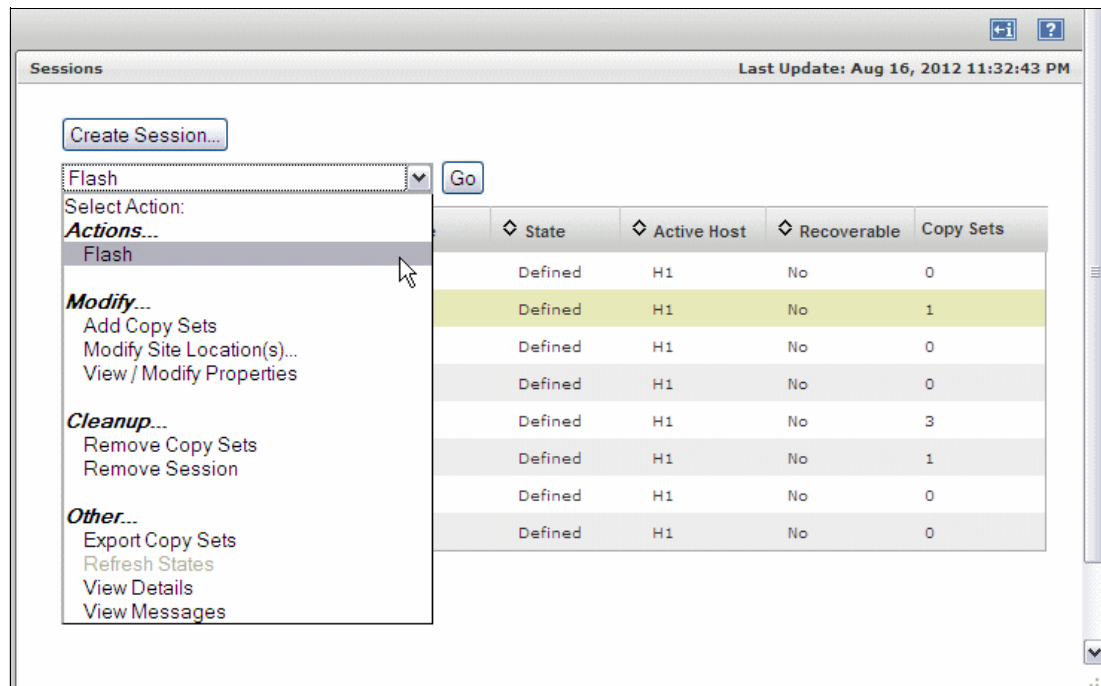 Sessions Last Update: Aug 16, 2012 11:32:43 PM
Create Session...
Flash Go
Select Action:
Actions...
Flash
Modify...
Add Copy Sets
Modify Site Location(s)...
View / Modify Properties
Cleanup...
Remove Copy Sets
Remove Session
Other...
Export Copy Sets
Refresh States
View Details
View Messages
State Active Host Recoverable Copy Sets
Defined H1 No 0
Defined H1 No 1
Defined H1 No 0
Defined H1 No 0
Defined H1 No 3
Defined H1 No 1
Defined H1 No 0
Defined H1 No 0